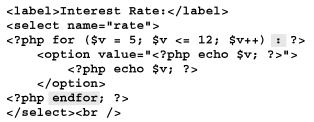 <label>Interest Rate:</label>
<select name="rate">
<?php for ($v = 5; $v <= 12; $v++) : ?>
    <option value="<?php echo $v; ?>">
        <?php echo $v; ?>
    </option>
<?php endfor; ?>
</select><br />